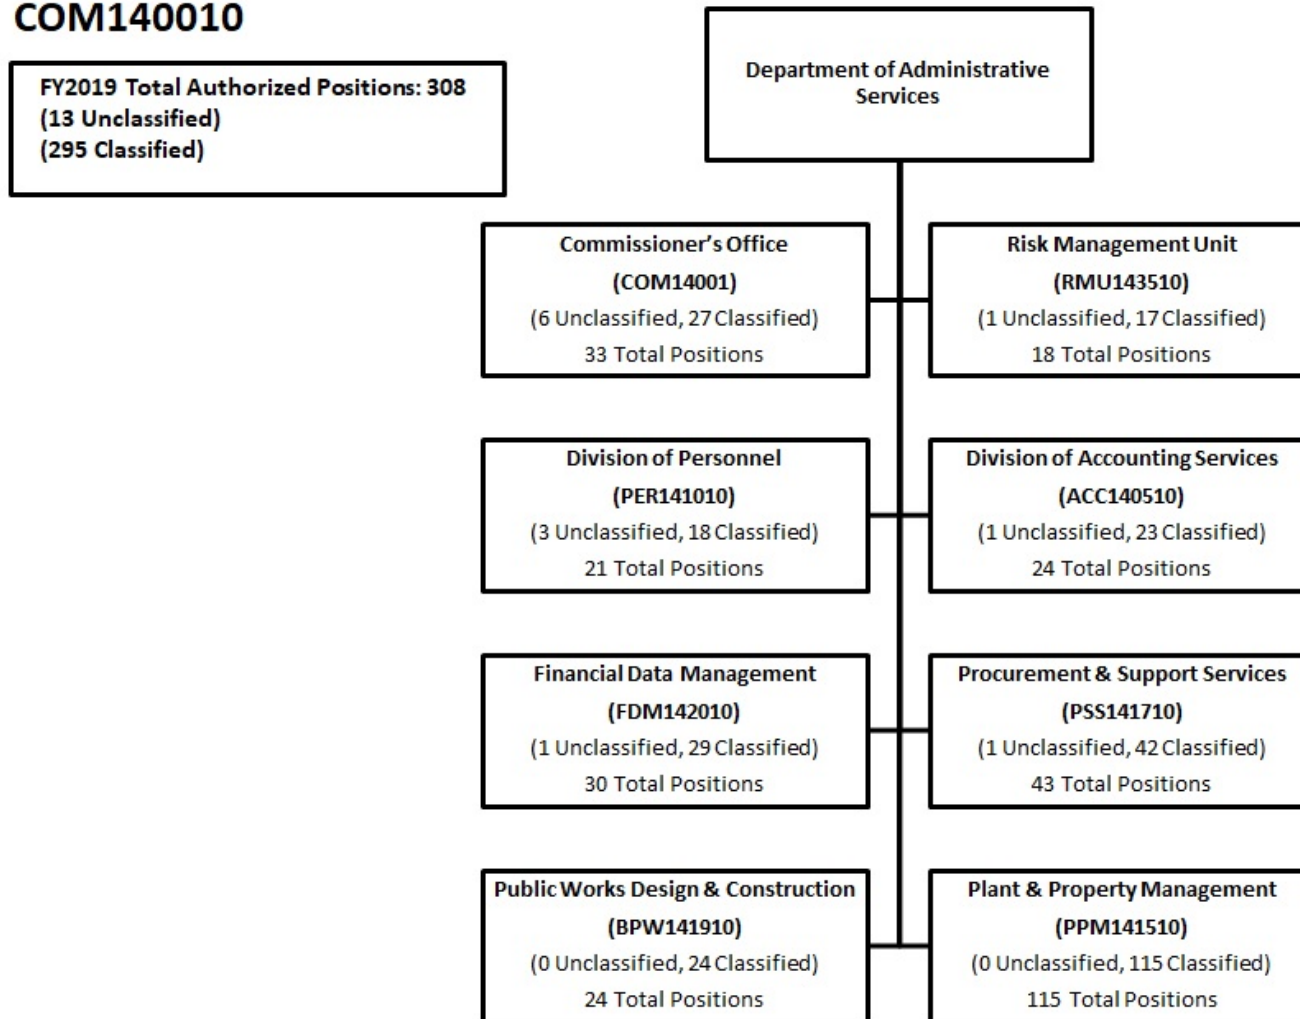 COM140010
FY2019 Total Authorized Positions: 308
(13 Unclassified)
(295 Classified)
Department of Administrative
Services
Commissioner's Office
(COM14001)
(6 Unclassified, 27 Classified)
33 Total Positions
Risk Management Unit
(RMU143510)
(1 Unclassified, 17 Classified)
18 Total Positions
Division of Personnel
(PER141010)
(3 Unclassified, 18 Classified)
21 Total Positions
Division of Accounting Services
(ACC140510)
(1 Unclassified, 23 Classified)
24 Total Positions
Financial Data Management
(FDM142010)
(1 Unclassified, 29 Classified)
30 Total Positions
Procurement & Support Services
(PSS141710)
(1 Unclassified, 42 Classified)
43 Total Positions
Public Works Design & Construction
(BPW141910)
(0 Unclassified, 24 Classified)
24 Total Positions
Plant & Property Management
(PPM141510)
(0 Unclassified, 115 Classified)
115 Total Positions